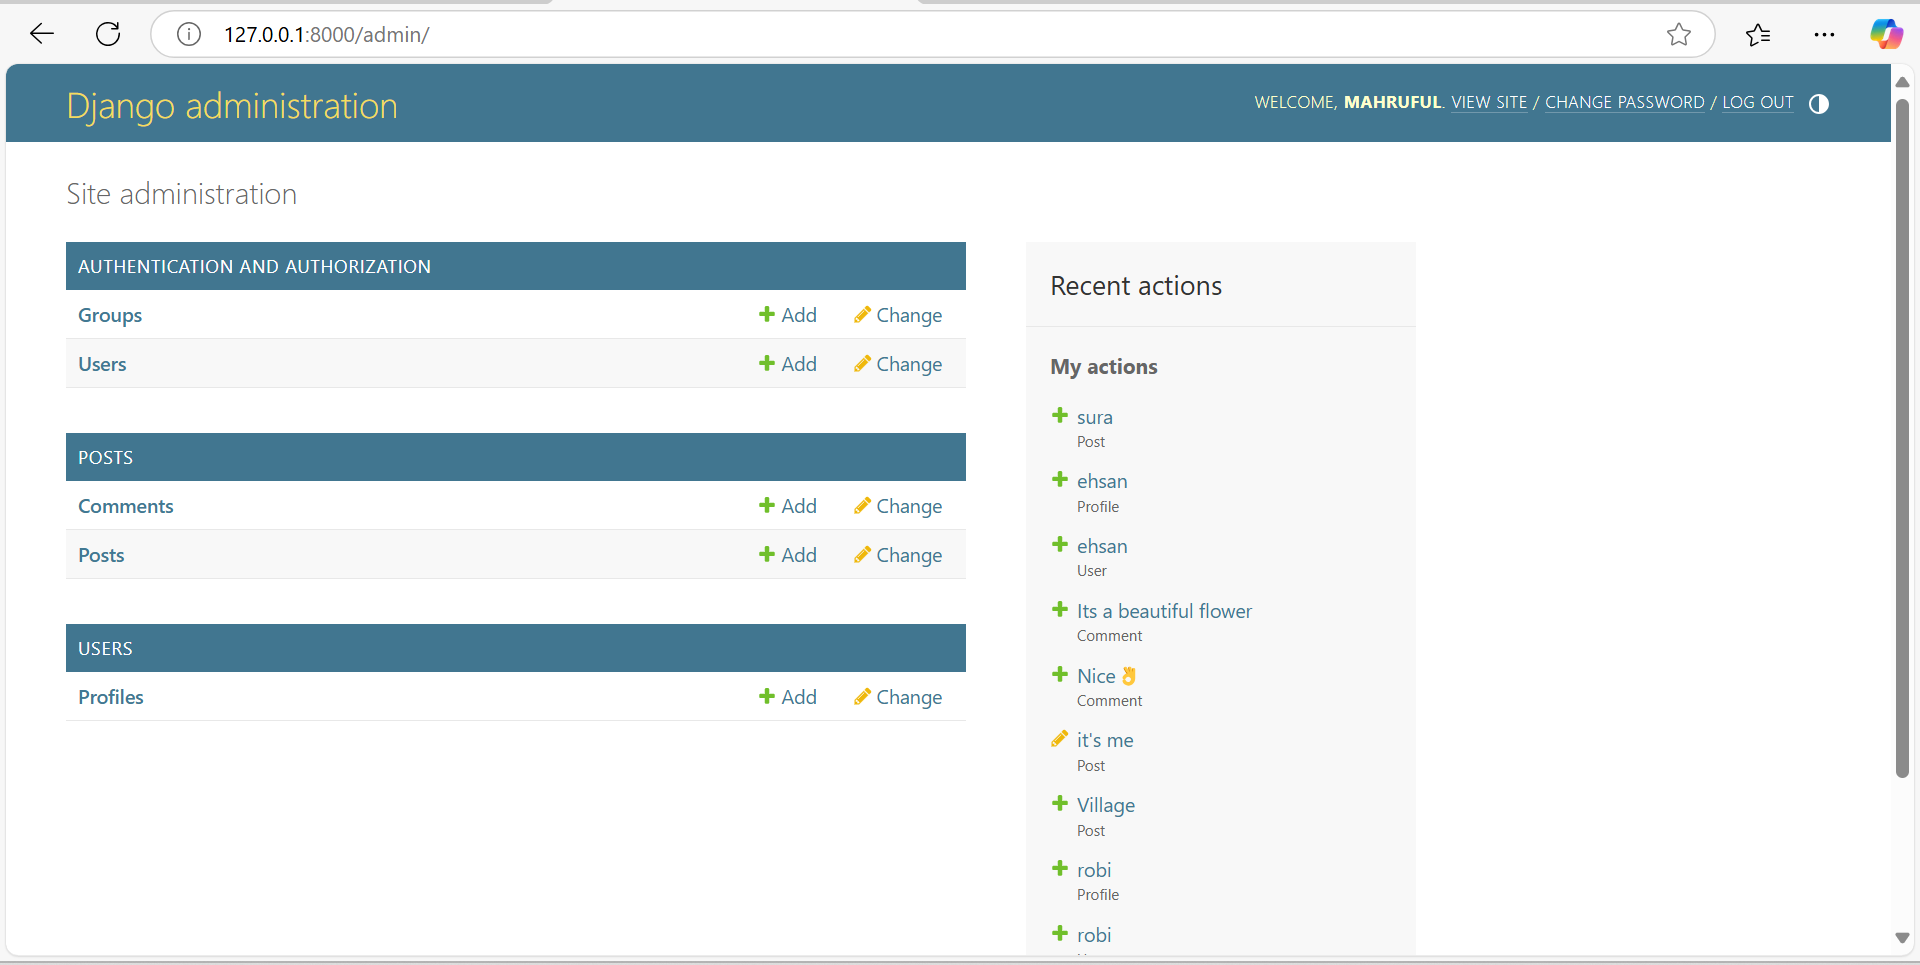 127.0.0.1:8000/admin/
Django administration
WELCOME, MAHRUFUL. VIEW SITE / CHANGE PASSWORD / LOG OUT
Site administration
AUTHENTICATION AND AUTHORIZATION
Groups Add Change
Users Add Change
POSTS
Comments Add Change
Posts Add Change
USERS
Profiles Add Change
Recent actions
My actions
sura
Post
ehsan
Profile
ehsan
User
Its a beautiful flower
Comment
Nice👌
Comment
it's me
Post
Village
Post
robi
Profile
robi